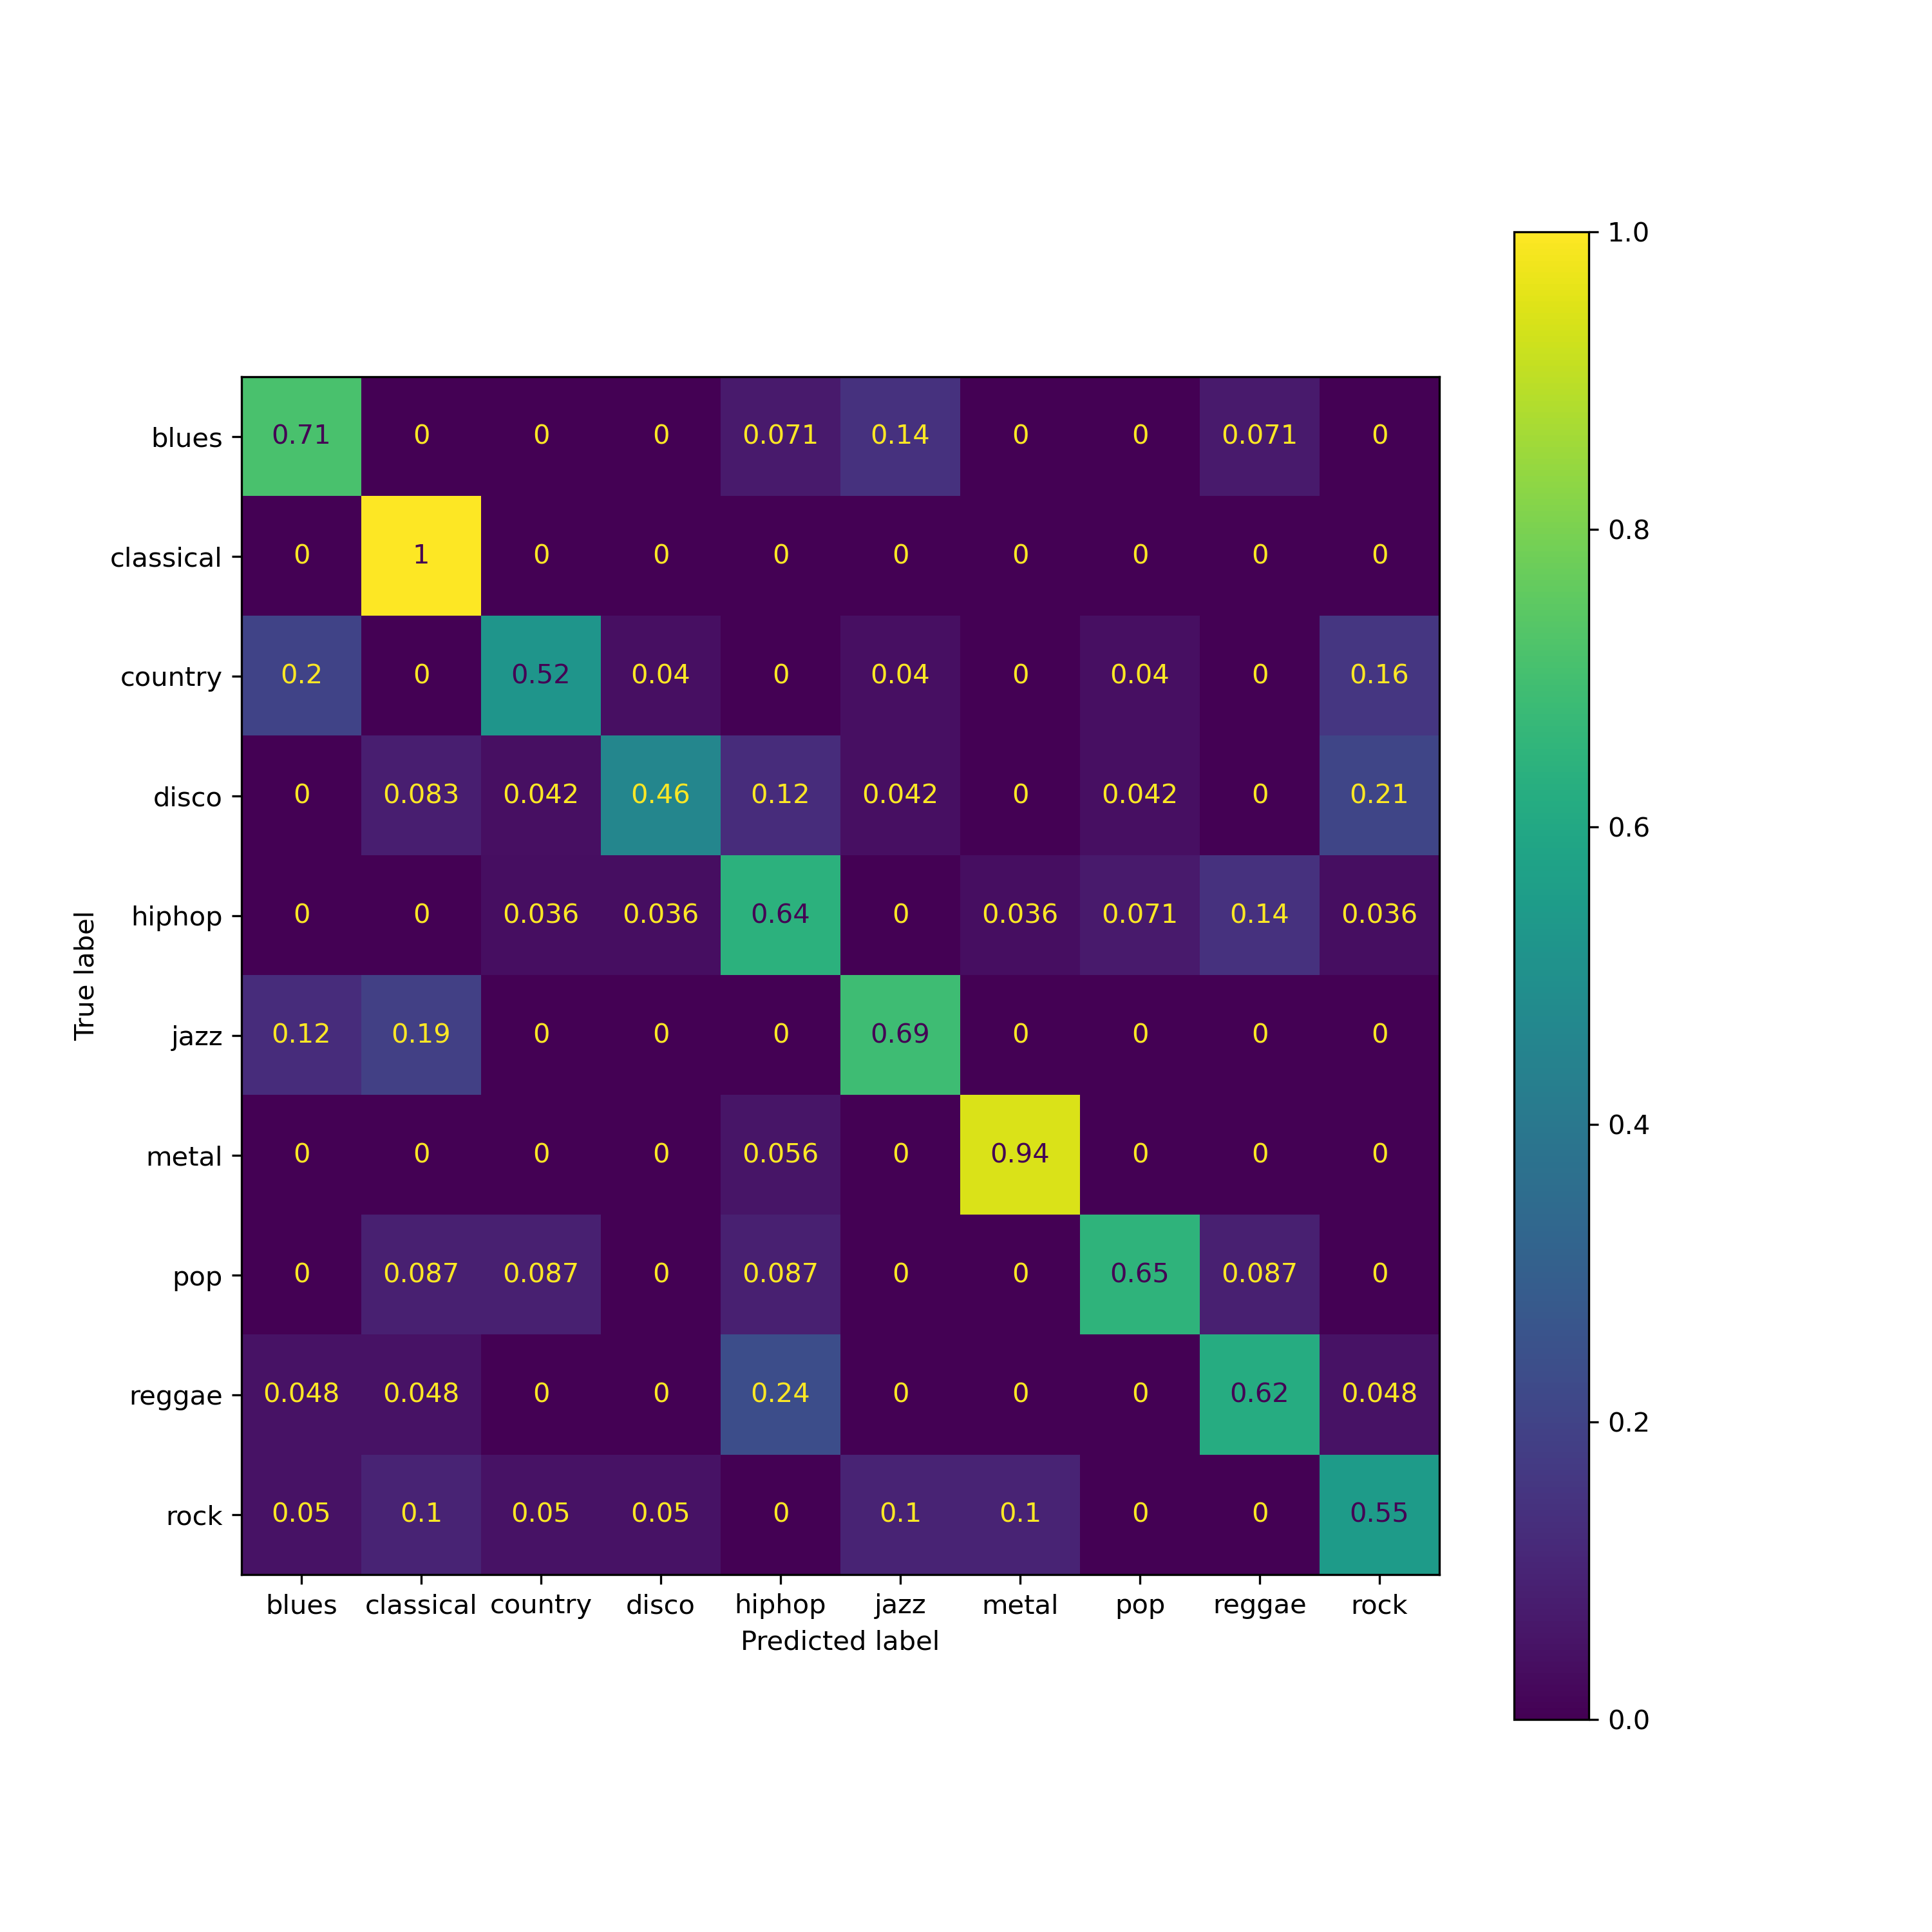 1.0
blues 0.71 0 0 0 0.071 0.14 0 0 0.071 0
0.8
classical 0 1 0 0 0 0 0 0 0 0
country 0.2 0 0.52 0.04 0 0.04 0 0.04 0 0.16
disco 0 0.083 0.042 0.46 0.12 0.042 0 0.042 0 0.21
0.6
hiphop 0 0 0.036 0.036 0.64 0 0.036 0.071 0.14 0.036
True label
jazz 0.12 0.19 0 0 0 0.69 0 0 0 0
0.4
metal 0 0 0 0 0.056 0 0.94 0 0 0
pop 0 0.087 0.087 0 0.087 0 0 0.65 0.087 0
reggae 0.048 0.048 0 0 0.24 0 0 0 0.62 0.048
0.2
rock 0.05 0.1 0.05 0.05 0 0.1 0.1 0 0 0.55
blues classical country disco hiphop jazz metal pop reggae rock
Predicted label
0.0